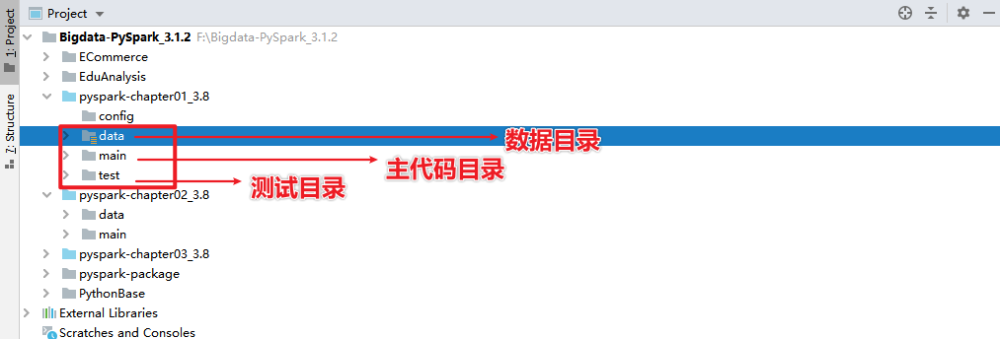 Project
1: Project
7: Structure
Bigdata-PySpark_3.1.2 F:\Bigdata-PySpark_3.1.2
ECommerce
EduAnalysis
pyspark-chapter01_3.8
config
data
数据目录
main
主代码目录
test
测试目录
pyspark-chapter02_3.8
data
main
pyspark-chapter03_3.8
pyspark-package
PythonBase
External Libraries
Scratches and Consoles